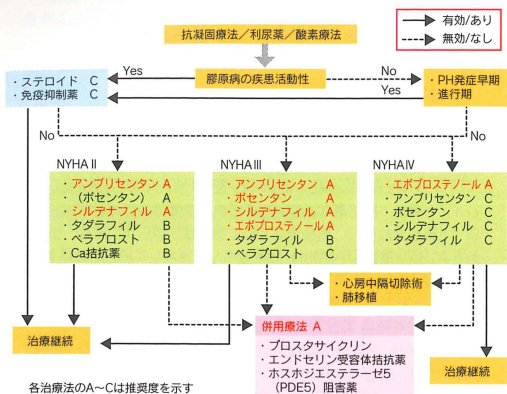 抗凝固療法／利尿薬／酸素療法
有効/あり
無効/なし
・ステロイド C
・免疫抑制薬 C
Yes
膠原病の疾患活動性
No
・PH発症早期
・進行期
Yes
No
No
NYHAⅡ
・アンブリセンタン A
・（ボセンタン） A
・シルデナフィル A
・タダラフィル B
・ベラプロスト B
・Ca拮抗薬 B
NYHAⅢ
・アンブリセンタン A
・ボセンタン A
・シルデナフィル A
・エポプロステノール A
・タダラフィル B
・ベラプロスト C
NYHAⅣ
・エポプロステノール A
・アンブリセンタン C
・ボセンタン C
・シルデナフィル C
・タダラフィル C
・心房中隔切除術
・肺移植
治療継続
併用療法 A
・プロスタサイクリン
・エンドセリン受容体拮抗薬
・ホスホジエステラーゼ5
（PDE5）阻害薬
治療継続
各治療法のA〜Cは推奨度を示す